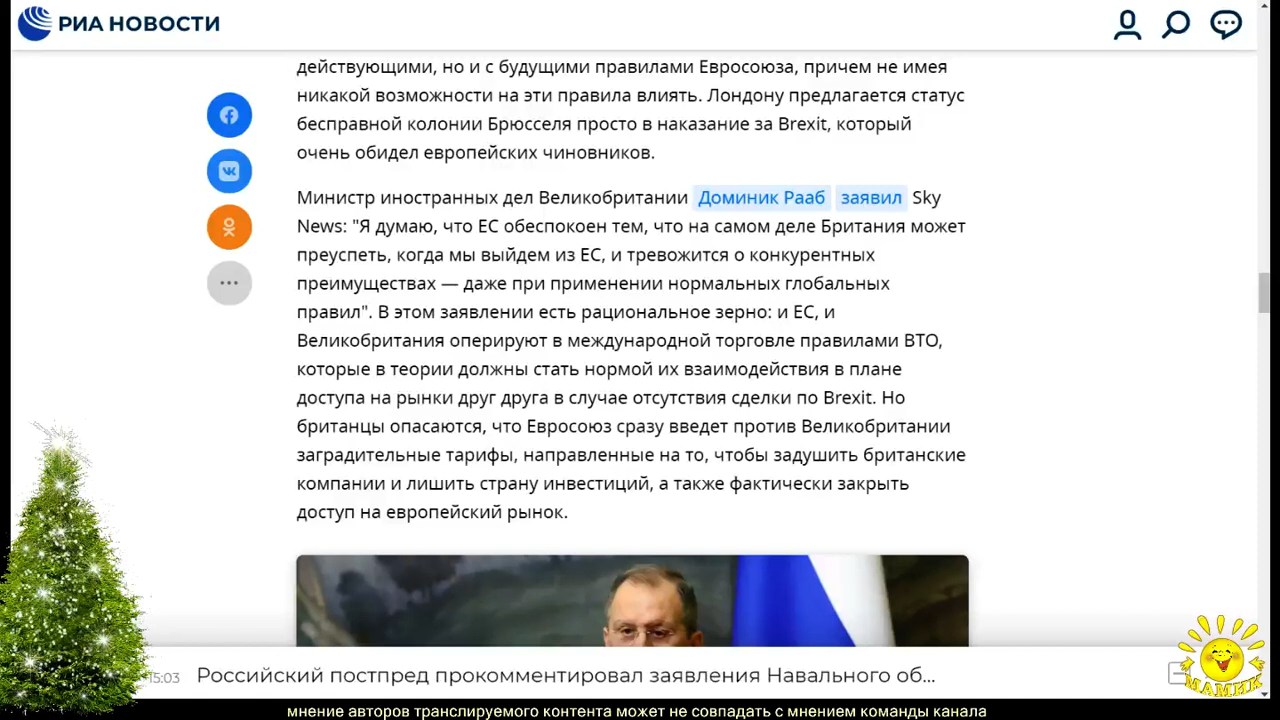 РИА НОВОСТИ
действующими, но и с будущими правилами Евросоюза, причем не имея
никакой возможности на эти правила влиять. Лондону предлагается статус
бесправной колонии Брюсселя просто в наказание за Brexit, который
очень обидел европейских чиновников.
Министр иностранных дел Великобритании Доминик Рааб заявил Sky
News: "Я думаю, что ЕС обеспокоен тем, что на самом деле Британия может
преуспеть, когда мы выйдем из ЕС, и тревожится о конкурентных
преимуществах — даже при применении нормальных глобальных
правил". В этом заявлении есть рациональное зерно: и ЕС, и
Великобритания оперируют в международной торговле правилами ВТО,
которые в теории должны стать нормой их взаимодействия в плане
доступа на рынки друг друга в случае отсутствия сделки по Brexit. Но
британцы опасаются, что Евросоюз сразу введет против Великобритании
заградительные тарифы, направленные на то, чтобы задушить британские
компании и лишить страну инвестиций, а также фактически закрыть
доступ на европейский рынок.
15:03 Российский постпред прокомментировал заявления Навального об...
МАМИК
мнение авторов транслируемого контента может не совпадать с мнением команды канала